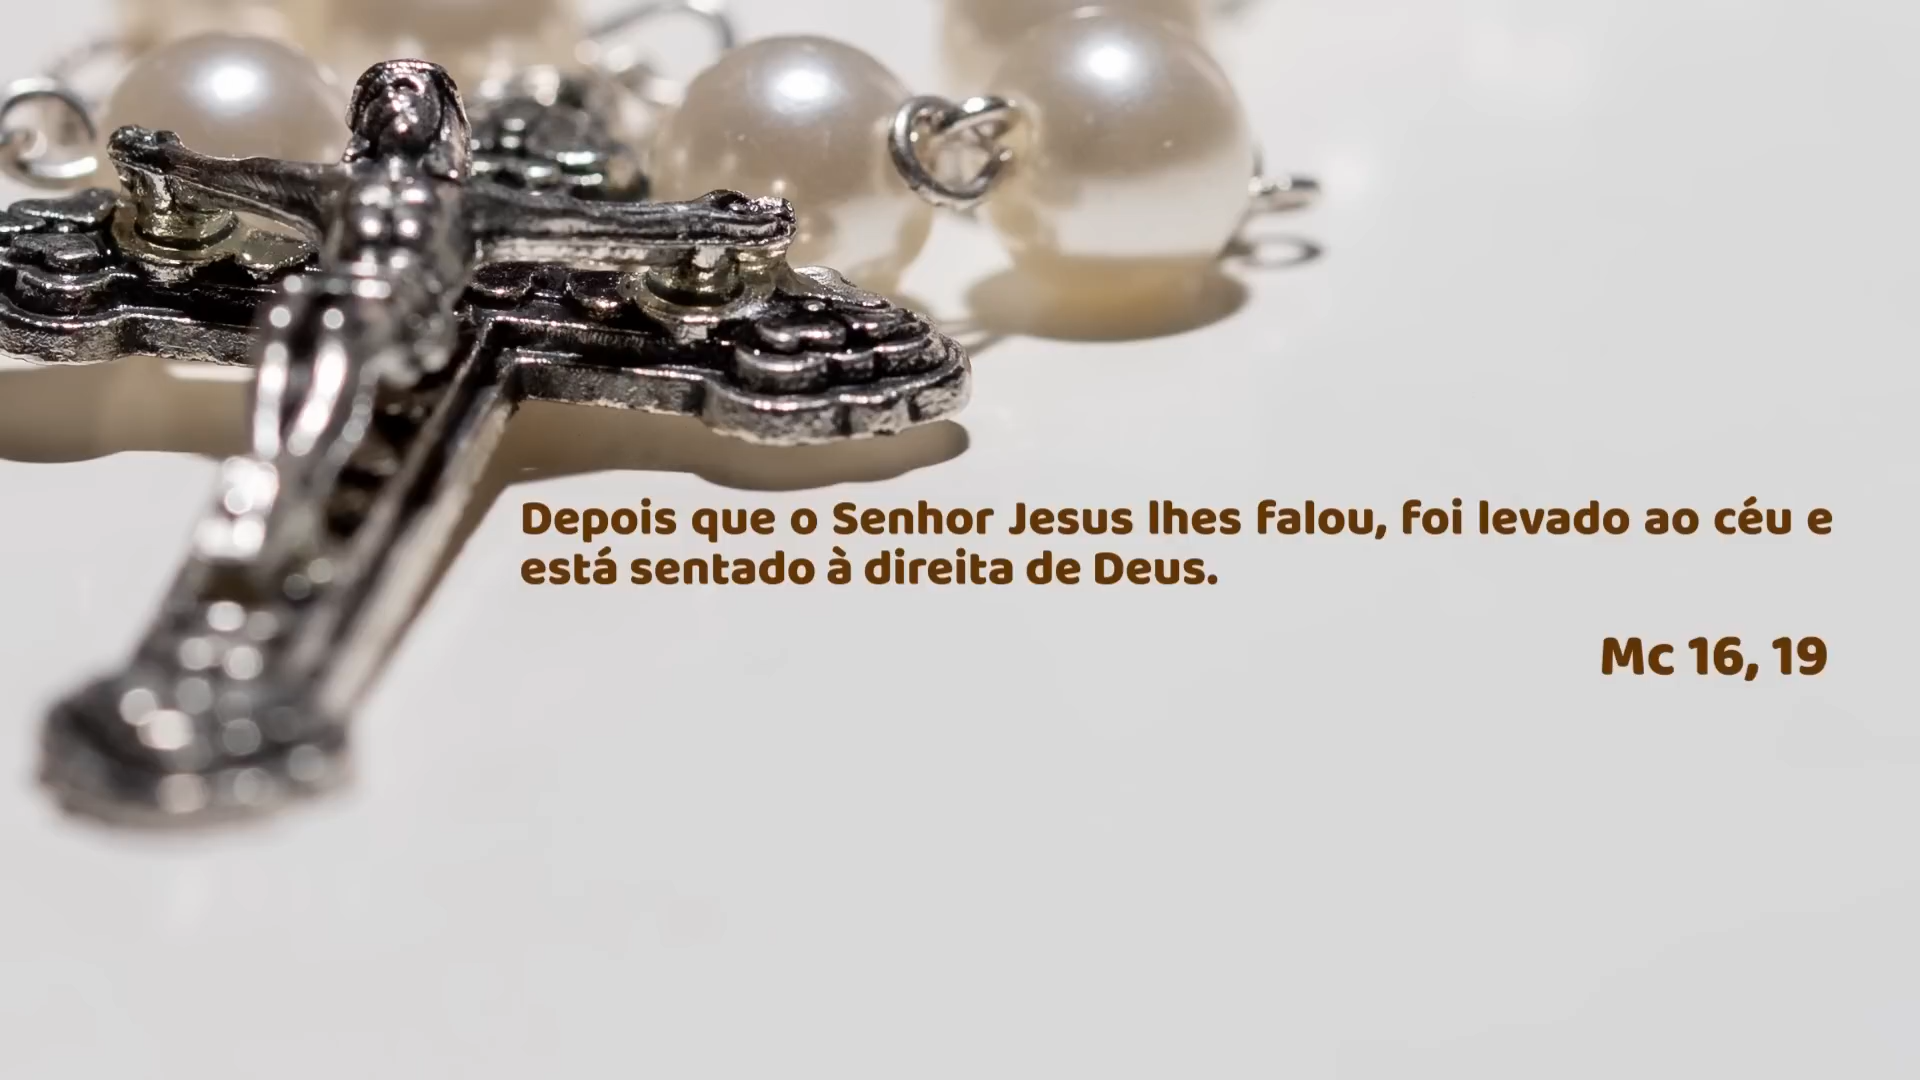 Depois que o Senhor Jesus lhes falou, foi levado ao céu e
está sentado à direita de Deus.
Mc 16, 19